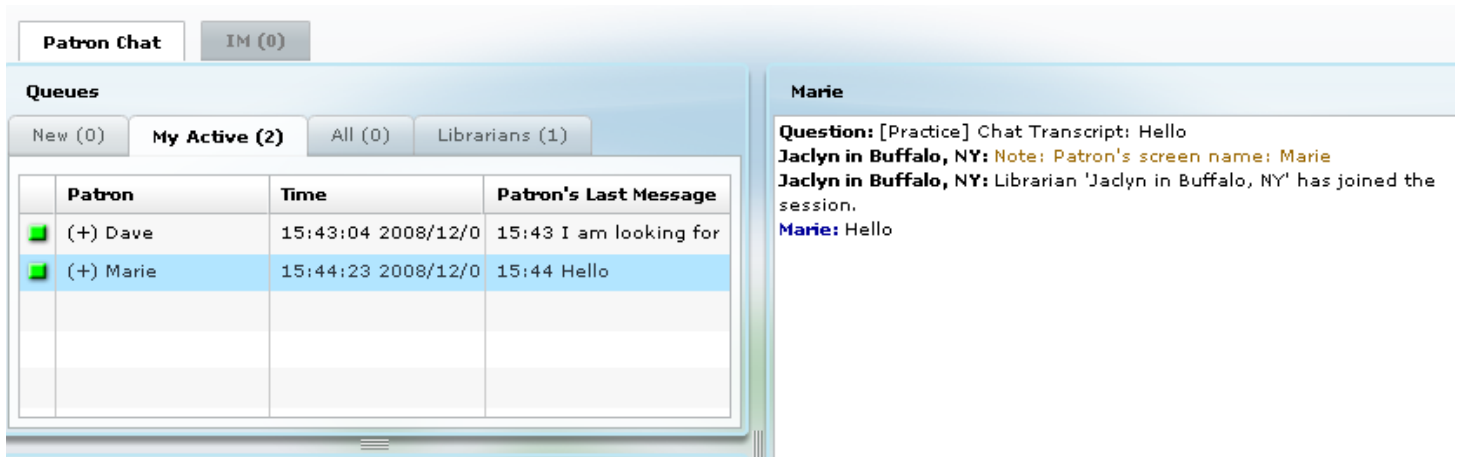 Patron Chat IM (0)
Queues
New (0) My Active (2) All (0) Librarians (1)
Patron Time Patron's Last Message
(+) Dave 15:43:04 2008/12/0 15:43 I am looking for
(+) Marie 15:44:23 2008/12/0 15:44 Hello
Marie
Question: [Practice] Chat Transcript: Hello
Jaclyn in Buffalo, NY: Note: Patron's screen name: Marie
Jaclyn in Buffalo, NY: Librarian 'Jaclyn in Buffalo, NY' has joined the
session.
Marie: Hello